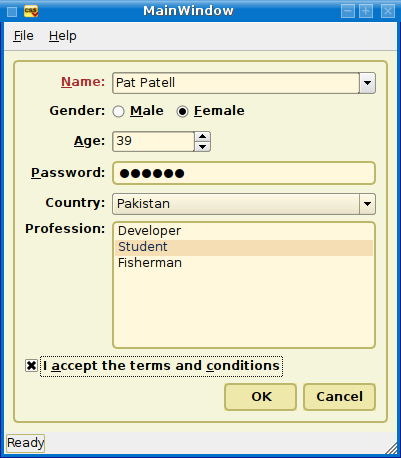 MainWindow
File Help
Name: Pat Patell
Gender: Male Female
Age: 39
Password: ●●●●●●
Country: Pakistan
Profession: Developer
Student
Fisherman
I accept the terms and conditions
OK Cancel
Ready